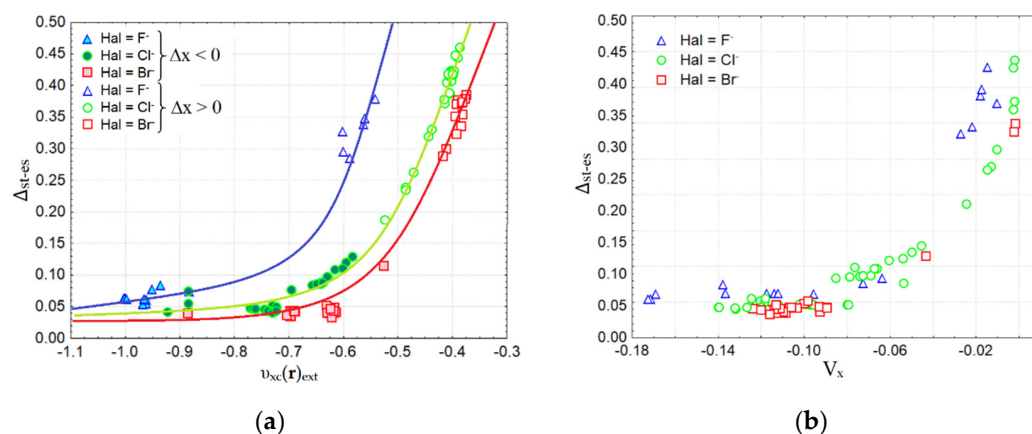 0.50
0.45
0.40
0.35
0.30
0.25
0.20
0.15
0.10
0.05
0.00
Δst-es
Hal = F-
Hal = Cl-
Hal = Br-
Δx < 0
Hal = F-
Hal = Cl-
Hal = Br-
Δx > 0
-1.1 -1.0 -0.9 -0.8 -0.7 -0.6 -0.5 -0.4 -0.3
υxc(r)ext
(a)
0.50
0.45
0.40
0.35
0.30
0.25
0.20
0.15
0.10
0.05
0.00
Δst-es
Hal = F-
Hal = Cl-
Hal = Br-
-0.18 -0.14 -0.10 -0.06 -0.02
Vx
(b)